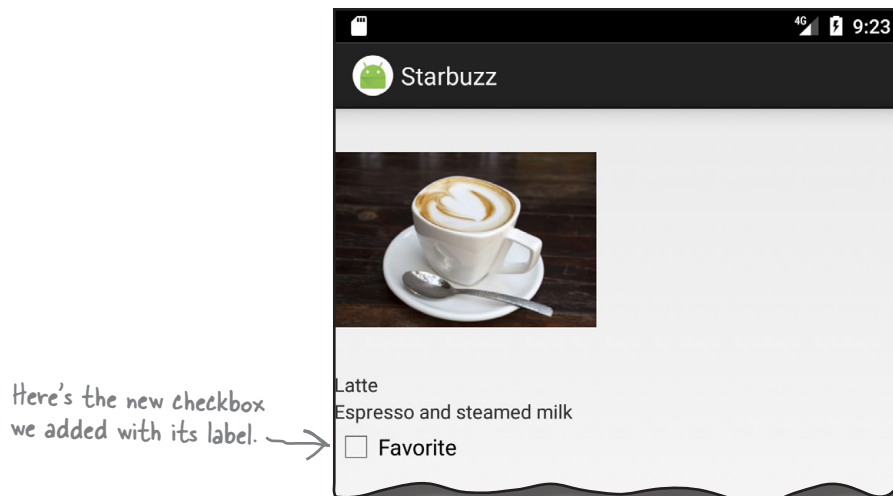 4G 9:23
Starbuzz
Latte
Espresso and steamed milk
Here's the new checkbox
we added with its label.
Favorite